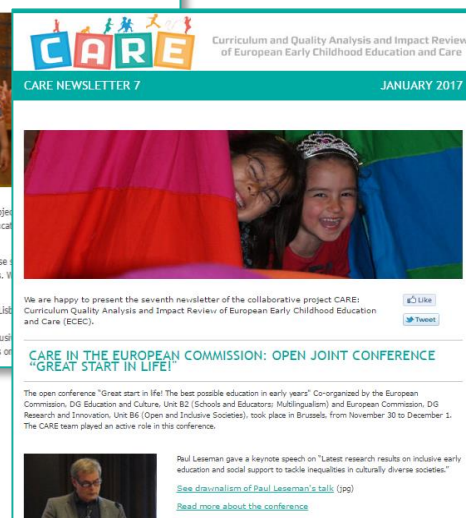 CARE
Curriculum and Quality Analysis and Impact Review
of European Early Childhood Education and Care
CARE NEWSLETTER 7
JANUARY 2017
We are happy to present the seventh newsletter of the collaborative project CARE:
Curriculum Quality Analysis and Impact Review of European Early Childhood Education
and Care (ECEC).
Like
Tweet
CARE IN THE EUROPEAN COMMISSION: OPEN JOINT CONFERENCE
“GREAT START IN LIFE!”
The open conference “Great start in life! The best possible education in early years” Co-organized by the European
Commission, DG Education and Culture, Unit B2 (Schools and Educators; Multilingualism) and European Commission, DG
Research and Innovation, Unit B6 (Open and Inclusive Societies), took place in Brussels, from November 30 to December 1.
The CARE team played an active role in this conference.
Paul Leseman gave a keynote speech on “Latest research results on inclusive early
education and social support to tackle inequalities in culturally diverse societies.”
See drawnalism of Paul Leseman's talk (jpg)
Read more about the conference